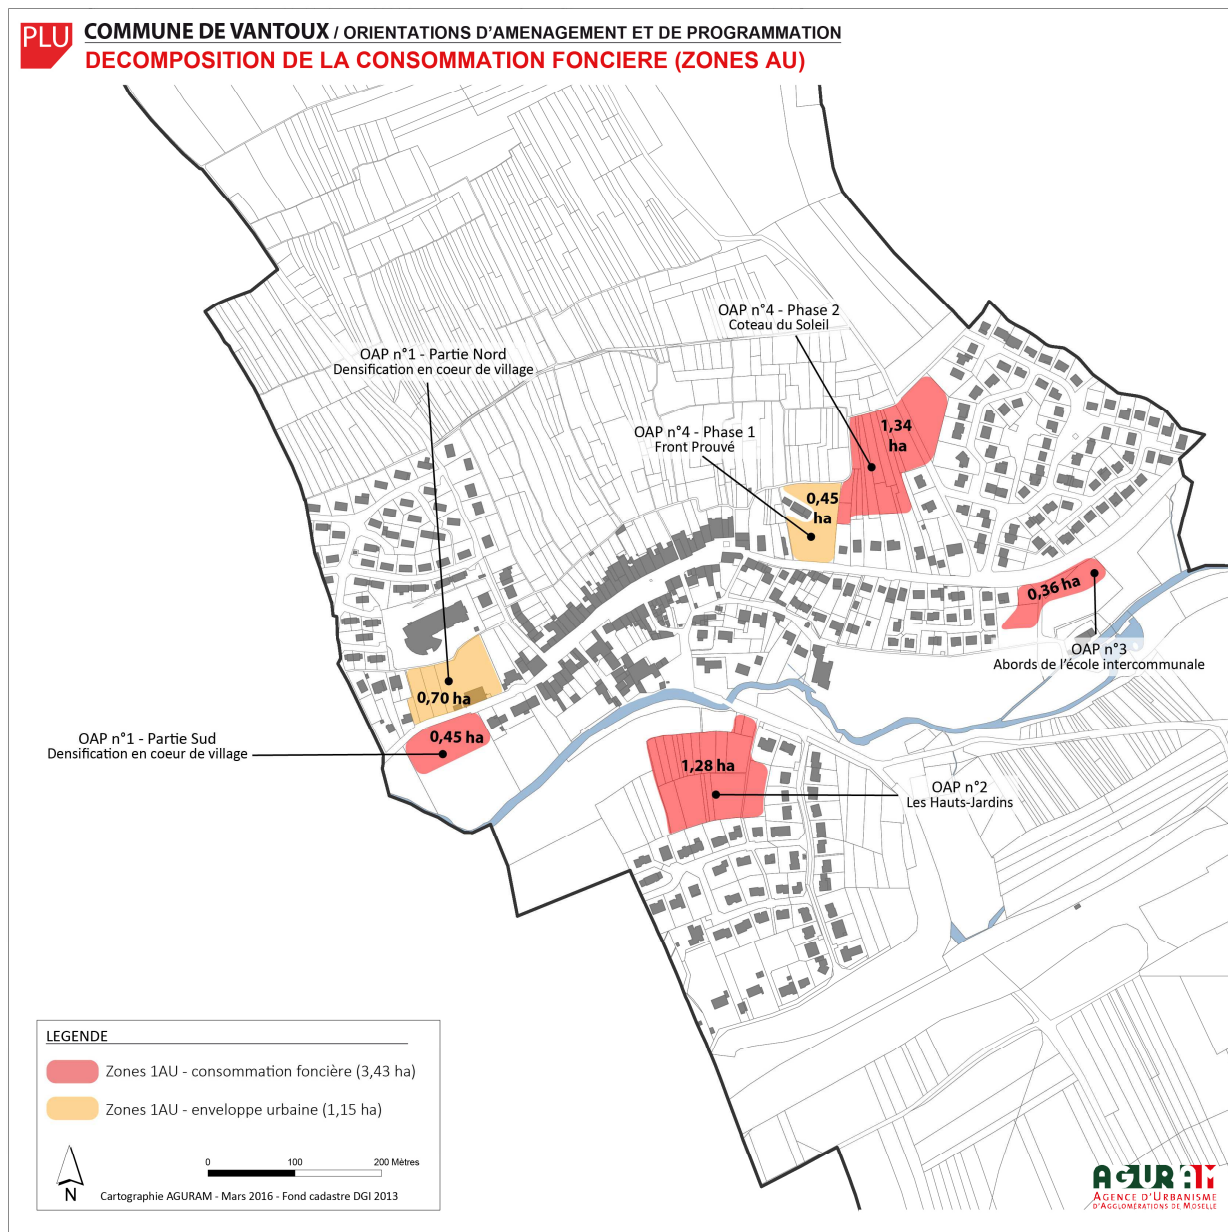 PLU
COMMUNE DE VANTOUX / ORIENTATIONS D'AMENAGEMENT ET DE PROGRAMMATION
DECOMPOSITION DE LA CONSOMMATION FONCIERE (ZONES AU)
OAP n°4 - Phase 2
Coteau du Soleil
OAP n°1 - Partie Nord
Densification en coeur de village
OAP n°4 - Phase 1
Front Prouvé
1,34
ha
0,45
ha
0,36 ha
OAP n°3
Abords de l'école intercommunale
0,70 ha
0,45 ha
OAP n°1 - Partie Sud
Densification en coeur de village
1,28 ha
OAP n°2
Les Hauts-Jardins
LEGENDE
Zones 1AU - consommation foncière (3,43 ha)
Zones 1AU - enveloppe urbaine (1,15 ha)
0 100 200 Mètres
N
Cartographie AGURAM - Mars 2016 - Fond cadastre DGI 2013
AGURAM
AGENCE D'URBANISME
D'AGGLOMÉRATIONS DE MOSELLE